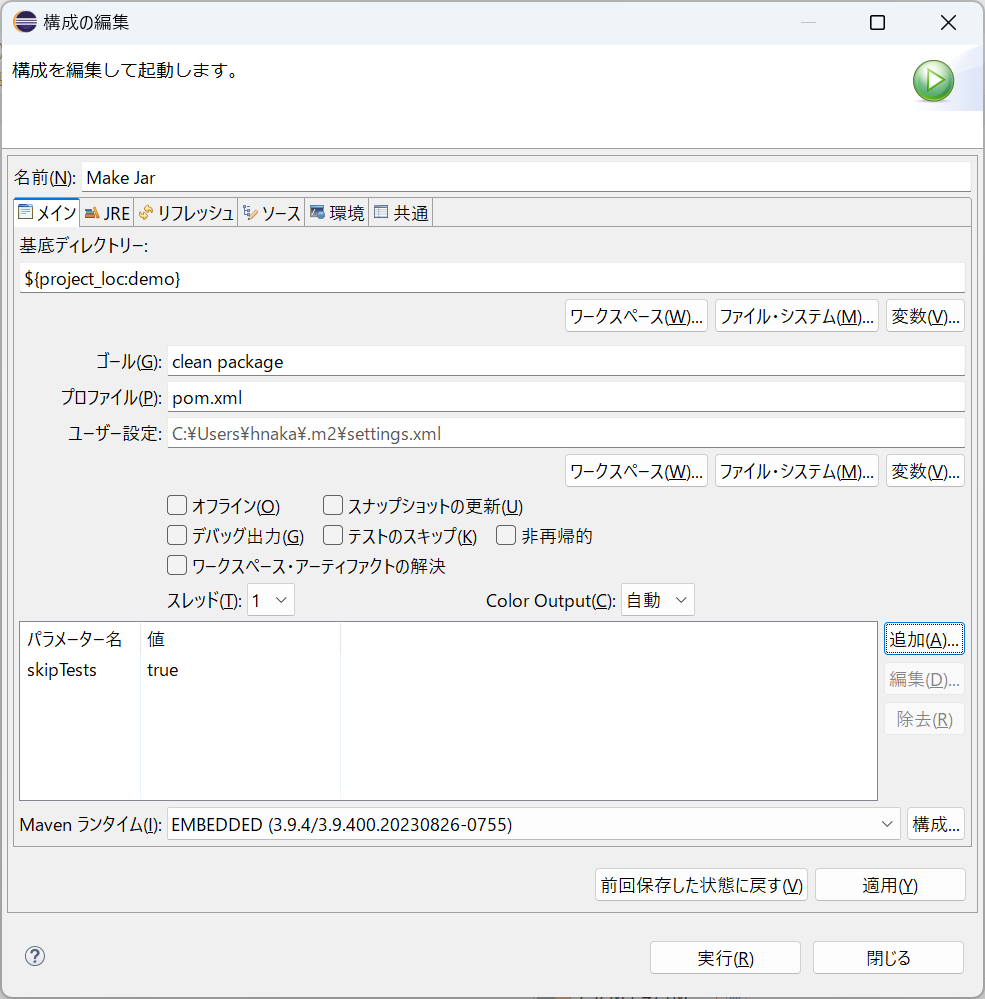 構成の編集
構成を編集して起動します。
名前(N): Make Jar
メイン JRE リフレッシュ ソース 環境 共通
基底ディレクトリー:
${project_loc:demo}
ワークスペース(W)... ファイル・システム(M)... 変数(V)...
ゴール(G): clean package
プロファイル(P): pom.xml
ユーザー設定: C:¥Users¥hnaka¥.m2¥settings.xml
ワークスペース(W)... ファイル・システム(M)... 変数(V)...
オフライン(O) スナップショットの更新(U)
デバッグ出力(G) テストのスキップ(K) 非再帰的
ワークスペース・アーティファクトの解決
スレッド(T): 1 Color Output(C): 自動
パラメーター名 値 追加(A)...
skipTests true
編集(D)...
除去(R)
Maven ランタイム(I): EMBEDDED (3.9.4/3.9.400.20230826-0755) 構成...
前回保存した状態に戻す(V) 適用(Y)
? 実行(R) 閉じる